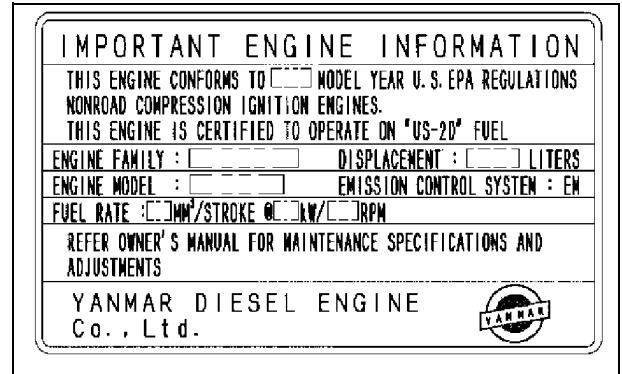 IMPORTANT ENGINE INFORMATION
THIS ENGINE CONFORMS TO MODEL YEAR U.S. EPA REGULATIONS
NONROAD COMPRESSION IGNITION ENGINES.
THIS ENGINE IS CERTIFIED TO OPERATE ON "US-2D" FUEL
ENGINE FAMILY : DISPLACEMENT : LITERS
ENGINE MODEL : EMISSION CONTROL SYSTEM : EM
FUEL RATE : MM³/STROKE @ kW/ RPM
REFER OWNER'S MANUAL FOR MAINTENANCE SPECIFICATIONS AND
ADJUSTMENTS
YANMAR DIESEL ENGINE
Co., Ltd.
YANMAR